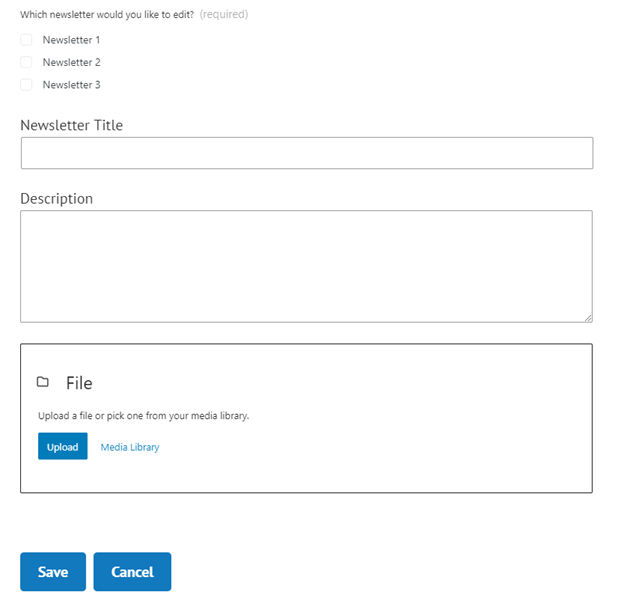 Which newsletter would you like to edit? (required)
Newsletter 1
Newsletter 2
Newsletter 3
Newsletter Title
Description
File
Upload a file or pick one from your media library.
Upload Media Library
Save Cancel